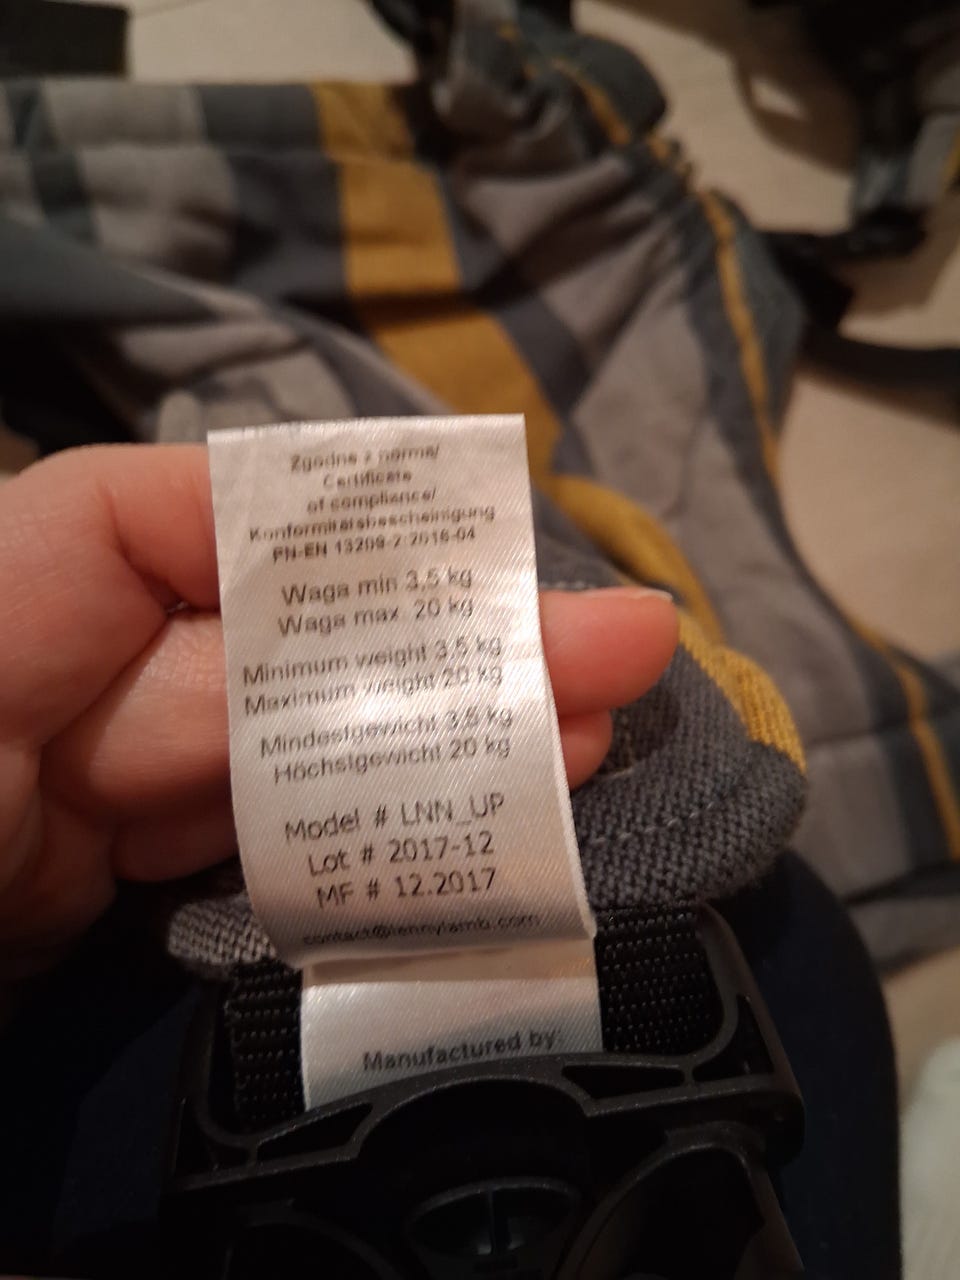 Zgodne z normą/
Certificate
of compliance/
Konformitätsbescheinigung
PN-EN 13209-2:2016-04
Waga min 3,5 kg
Waga max 20 kg
Minimum weight 3.5 kg
Maximum weight 20 kg
Mindestgewicht 3,5 kg
Höchstgewicht 20 kg
Model # LNN_UP
Lot # 2017-12
MF # 12.2017
contact@lennylamb.com
Manufactured by: